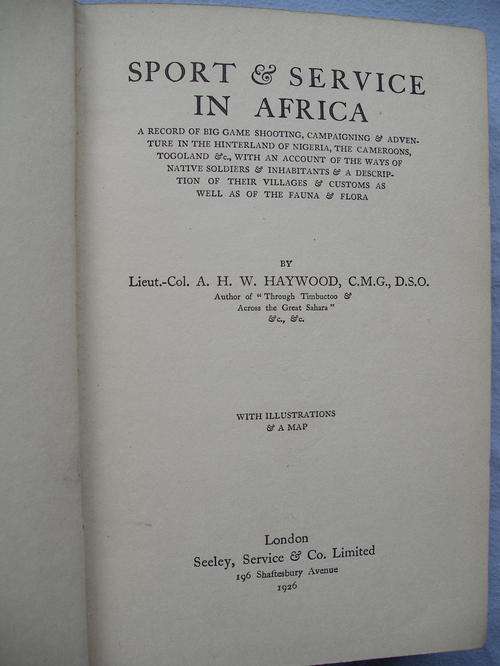 SPORT & SERVICE
IN AFRICA
A RECORD OF BIG GAME SHOOTING, CAMPAIGNING & ADVEN-
TURE IN THE HINTERLAND OF NIGERIA, THE CAMEROONS,
TOGOLAND &c., WITH AN ACCOUNT OF THE WAYS OF
NATIVE SOLDIERS & INHABITANTS & A DESCRIP-
TION OF THEIR VILLAGES & CUSTOMS AS
WELL AS OF THE FAUNA & FLORA
BY
Lieut.-Col. A. H. W. HAYWOOD, C.M.G., D.S.O.
Author of "Through Timbuctoo &
Across the Great Sahara"
&c., &c.
WITH ILLUSTRATIONS
& A MAP
London
Seeley, Service & Co. Limited
196 Shaftesbury Avenue
1926